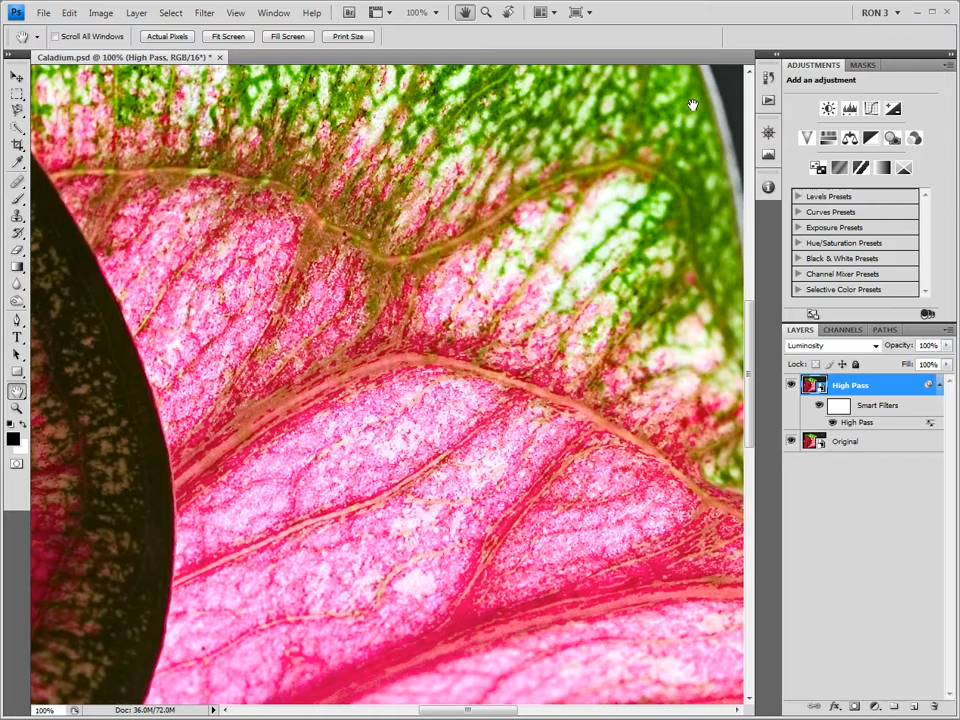 Ps File Edit Image Layer Select Filter View Window Help Br 100% RON 3
Scroll All Windows Actual Pixels Fit Screen Fill Screen Print Size
Caladium.psd @ 100% (High Pass, RGB/16*) *
ADJUSTMENTS MASKS
Add an adjustment
Levels Presets
Curves Presets
Exposure Presets
Hue/Saturation Presets
Black & White Presets
Channel Mixer Presets
Selective Color Presets
LAYERS CHANNELS PATHS
Luminosity Opacity: 100%
Lock: Fill: 100%
High Pass
Smart Filters
High Pass
Original
100% Doc: 36.0M/72.0M